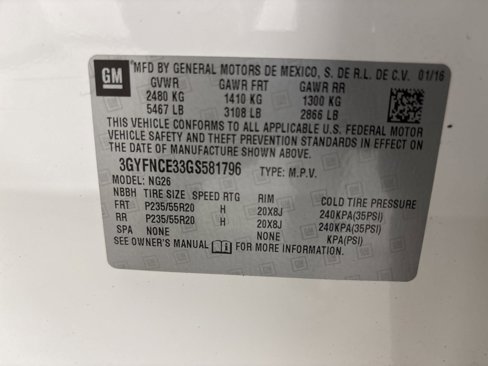 GM
MFD BY GENERAL MOTORS DE MEXICO, S. DE R.L. DE C.V. 01/16
GVWR GAWR FRT GAWR RR
2480 KG 1410 KG 1300 KG
5467 LB 3108 LB 2866 LB
THIS VEHICLE CONFORMS TO ALL APPLICABLE U.S. FEDERAL MOTOR
VEHICLE SAFETY AND THEFT PREVENTION STANDARDS IN EFFECT ON
THE DATE OF MANUFACTURE SHOWN ABOVE.
3GYFNCE33GS581796 TYPE: M.P.V.
MODEL: NG26
NBBH TIRE SIZE SPEED RTG RIM COLD TIRE PRESSURE
FRT P235/55R20 H 20X8J 240KPA(35PSI)
RR P235/55R20 H 20X8J 240KPA(35PSI)
SPA NONE NONE KPA(PSI)
SEE OWNER'S MANUAL FOR MORE INFORMATION.